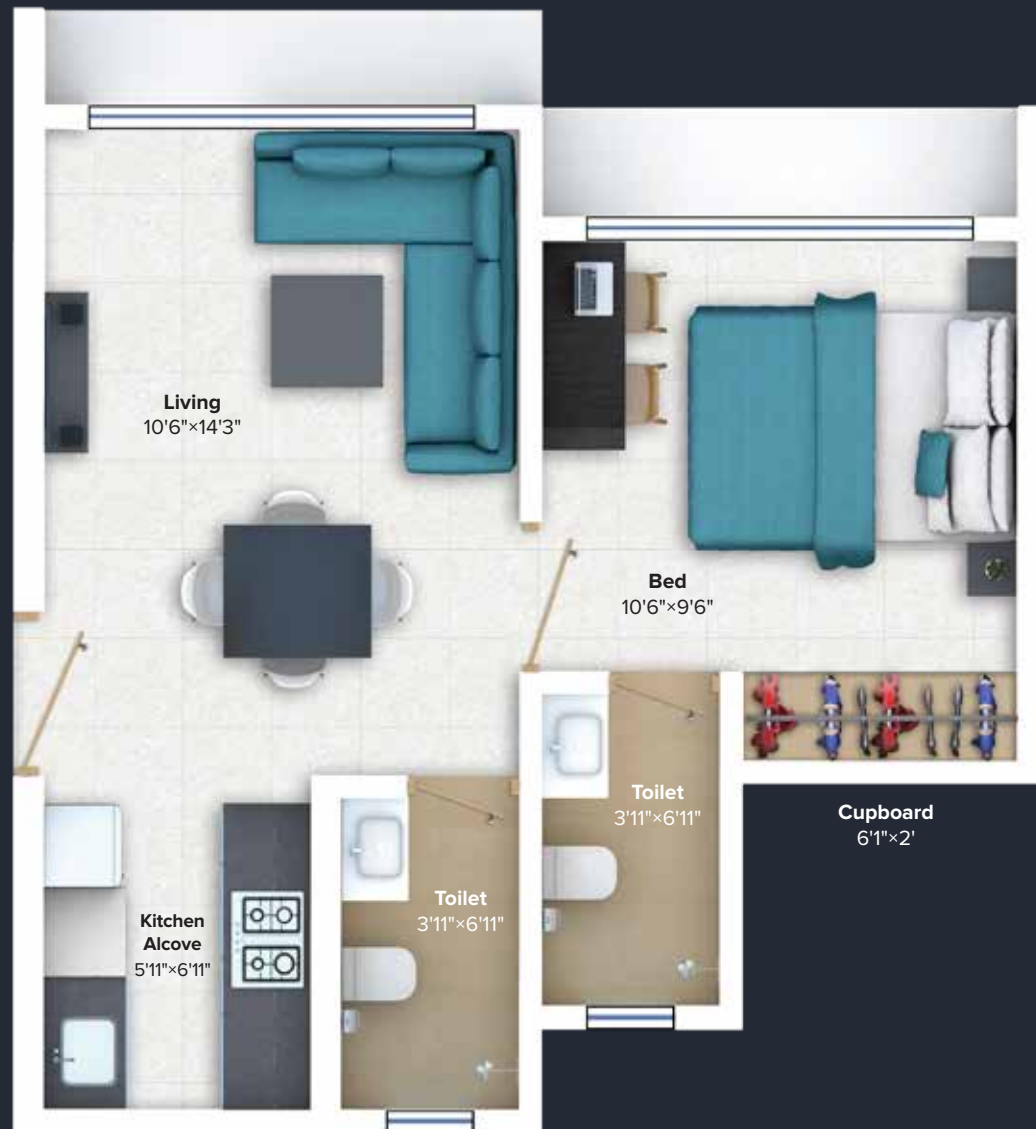 Living
10'6"×14'3"
Bed
10'6"×9'6"
Toilet
3'11"×6'11"
Cupboard
6'1"×2'
Toilet
3'11"×6'11"
Kitchen
Alcove
5'11"×6'11"